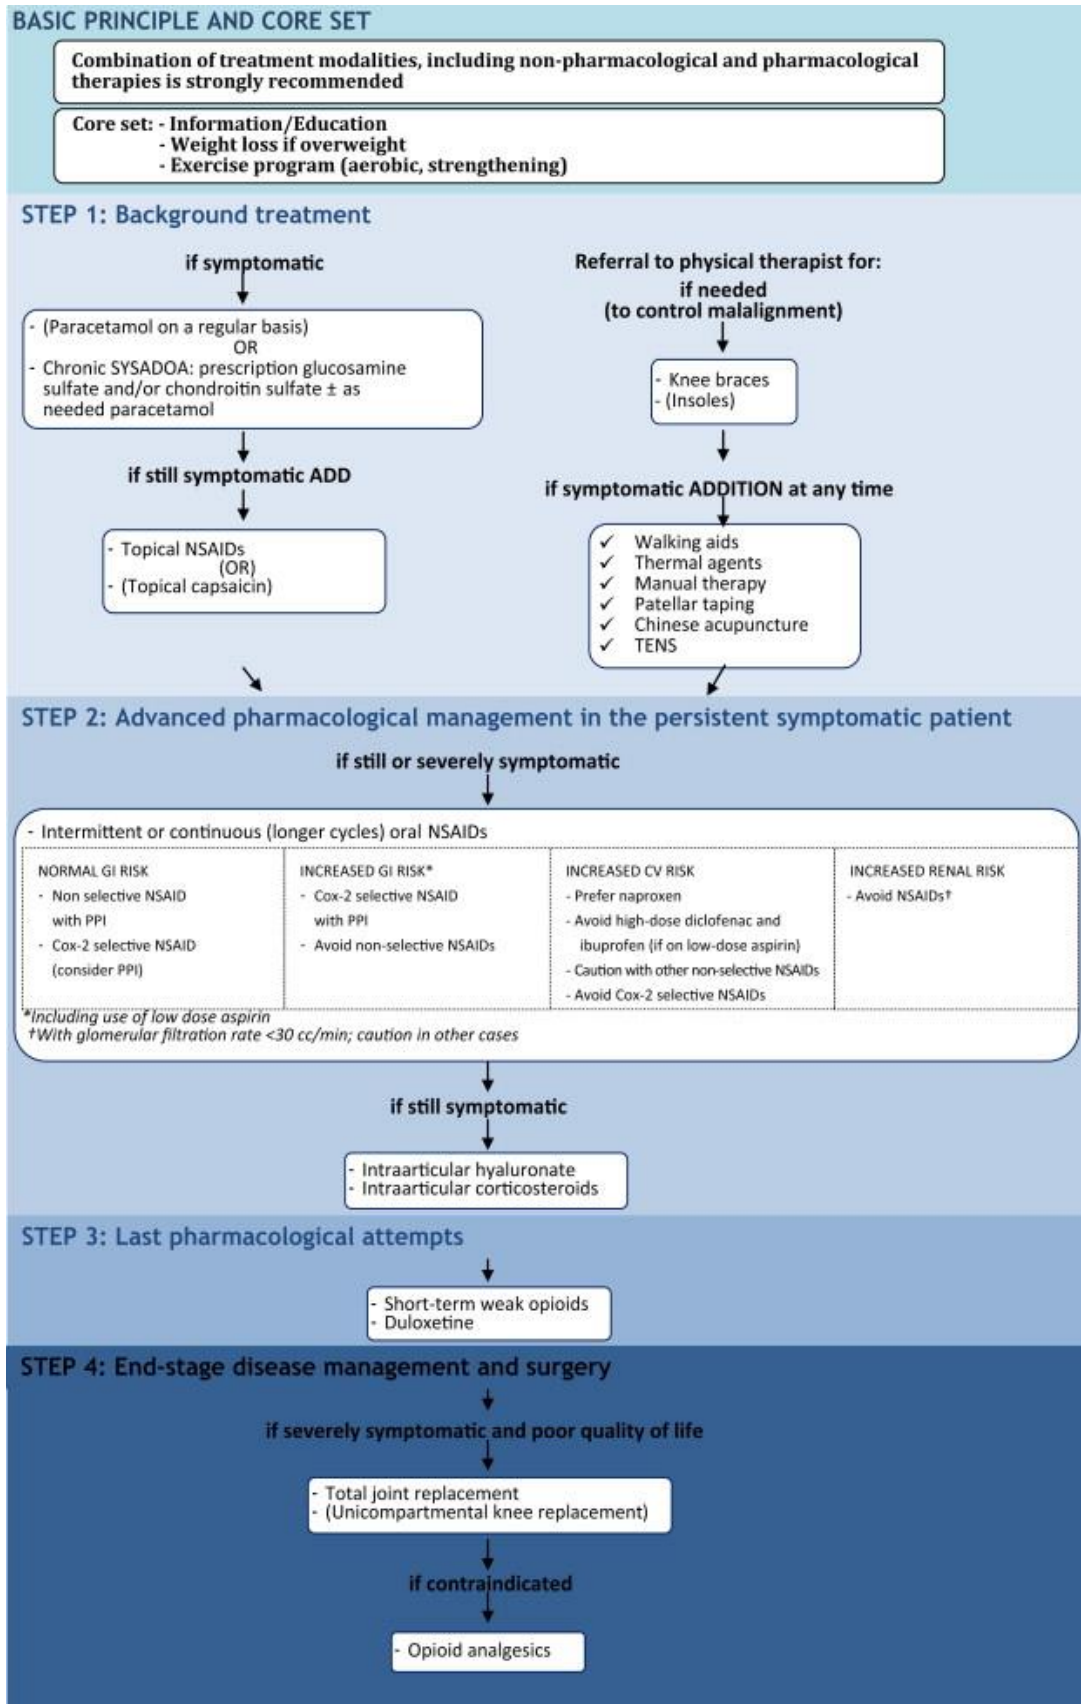 BASIC PRINCIPLE AND CORE SET
Combination of treatment modalities, including non-pharmacological and pharmacological
therapies is strongly recommended
Core set: - Information/Education
- Weight loss if overweight
- Exercise program (aerobic, strengthening)
STEP 1: Background treatment
if symptomatic
- (Paracetamol on a regular basis)
OR
- Chronic SYSADOA: prescription glucosamine
sulfate and/or chondroitin sulfate ± as
needed paracetamol
if still symptomatic ADD
- Topical NSAIDs
(OR)
- (Topical capsaicin)
Referral to physical therapist for:
if needed
(to control malalignment)
- Knee braces
- (Insoles)
if symptomatic ADDITION at any time
✓ Walking aids
✓ Thermal agents
✓ Manual therapy
✓ Patellar taping
✓ Chinese acupuncture
✓ TENS
STEP 2: Advanced pharmacological management in the persistent symptomatic patient
if still or severely symptomatic
- Intermittent or continuous (longer cycles) oral NSAIDs
NORMAL GI RISK
- Non selective NSAID
with PPI
- Cox-2 selective NSAID
(consider PPI)
INCREASED GI RISK*
- Cox-2 selective NSAID
with PPI
- Avoid non-selective NSAIDs
INCREASED CV RISK
- Prefer naproxen
- Avoid high-dose diclofenac and
ibuprofen (if on low-dose aspirin)
- Caution with other non-selective NSAIDs
- Avoid Cox-2 selective NSAIDs
INCREASED RENAL RISK
- Avoid NSAIDs†
*Including use of low dose aspirin
†With glomerular filtration rate <30 cc/min; caution in other cases
if still symptomatic
- Intraarticular hyaluronate
- Intraarticular corticosteroids
STEP 3: Last pharmacological attempts
- Short-term weak opioids
- Duloxetine
STEP 4: End-stage disease management and surgery
if severely symptomatic and poor quality of life
- Total joint replacement
- (Unicompartmental knee replacement)
if contraindicated
- Opioid analgesics